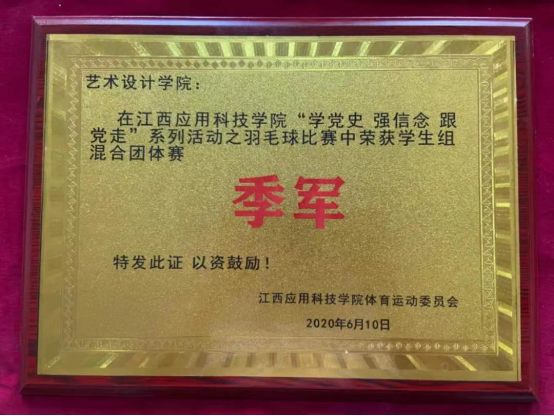 艺术设计学院：
在江西应用科技学院“学党史 强信念 跟
党走”系列活动之羽毛球比赛中荣获学生组
混合团体赛
季军
特发此证 以资鼓励！
江西应用科技学院体育运动委员会
2020年6月10日